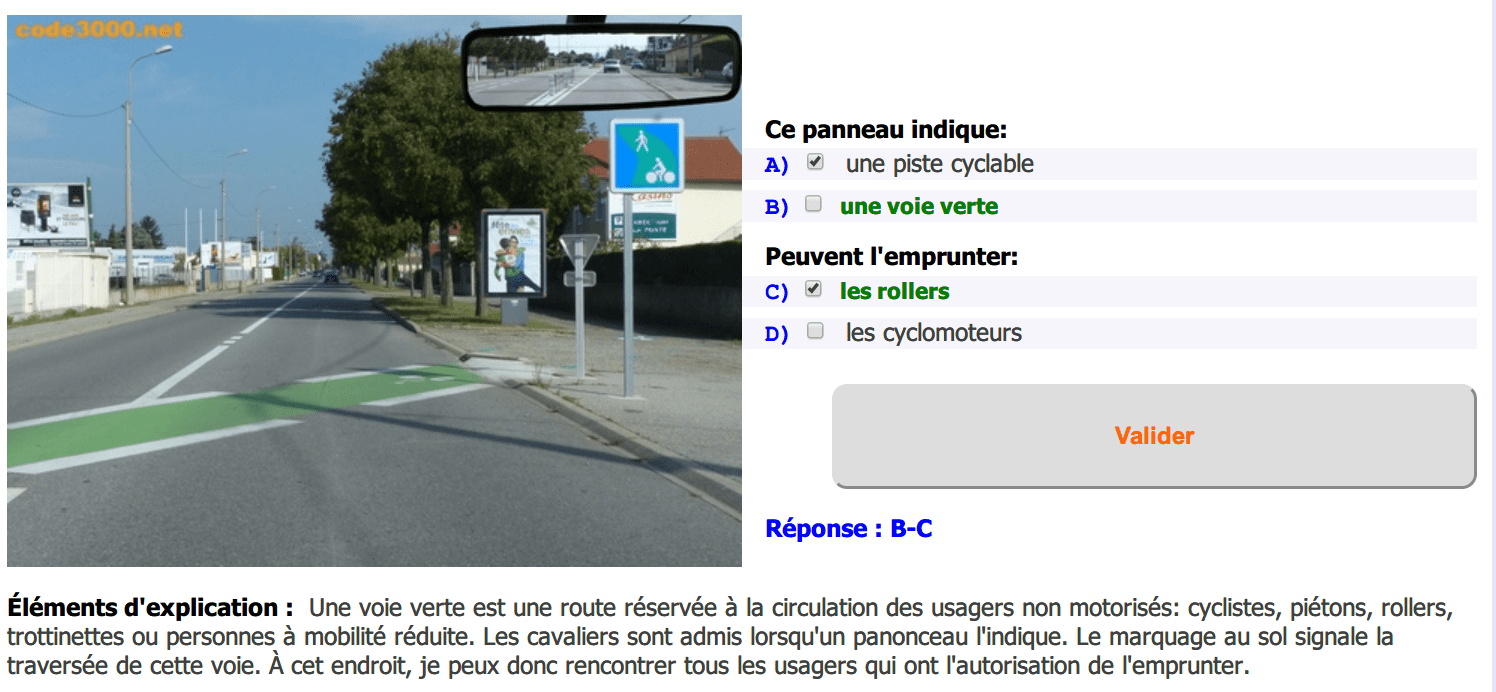 code3000.net
Ce panneau indique:
A) une piste cyclable
B) une voie verte
Peuvent l'emprunter:
C) les rollers
D) les cyclomoteurs
Valider
Réponse : B-C
Éléments d'explication : Une voie verte est une route réservée à la circulation des usagers non motorisés: cyclistes, piétons, rollers,
trottinettes ou personnes à mobilité réduite. Les cavaliers sont admis lorsqu'un panonceau l'indique. Le marquage au sol signale la
traversée de cette voie. À cet endroit, je peux donc rencontrer tous les usagers qui ont l'autorisation de l'emprunter.